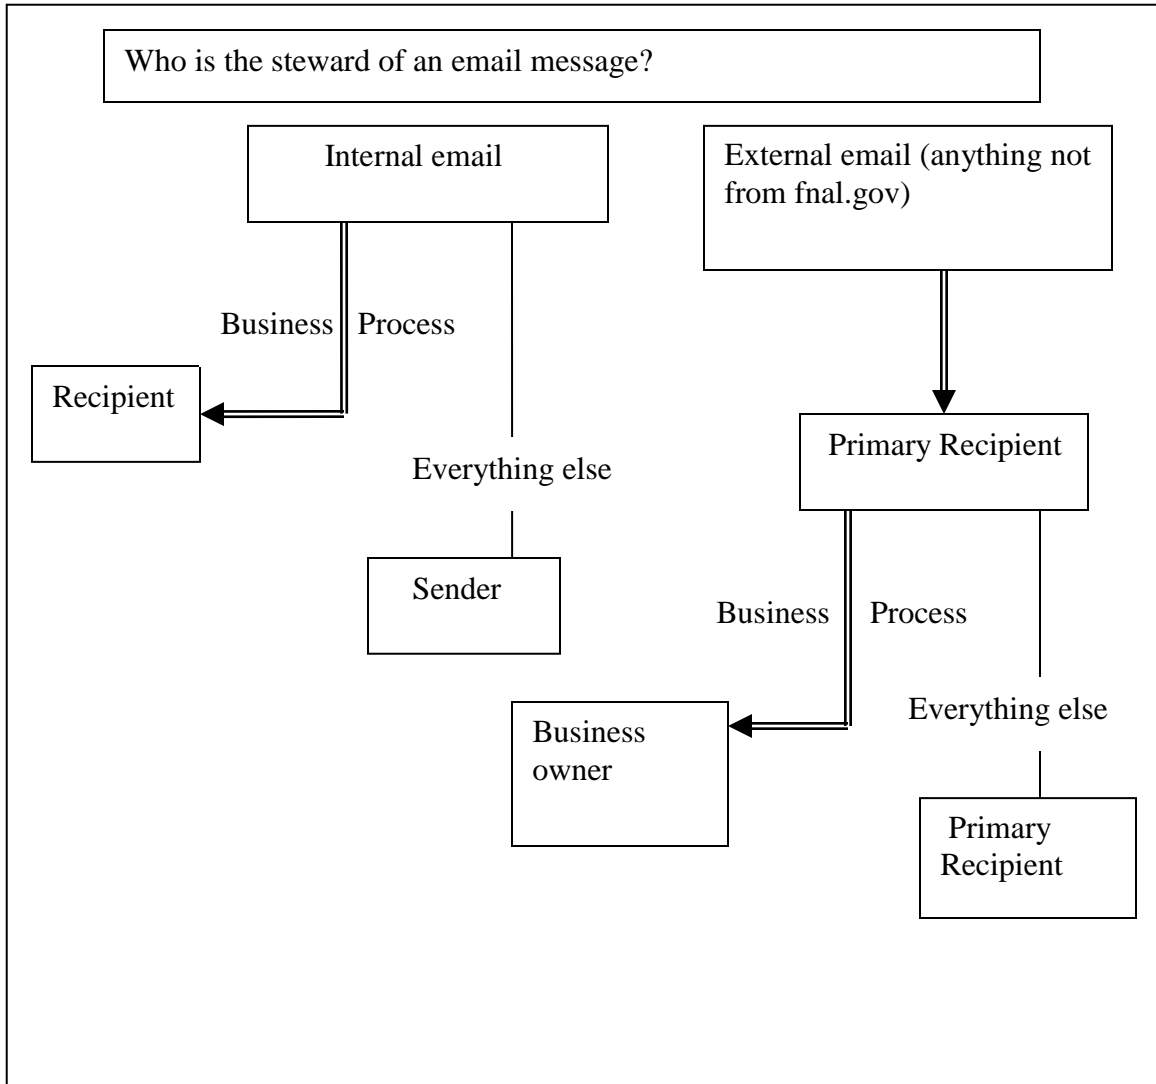 Who is the steward of an email message?
Internal email
External email (anything not
from fnal.gov)
Business Process
Recipient
Everything else
Primary Recipient
Sender
Business Process
Everything else
Business
owner
Primary
Recipient